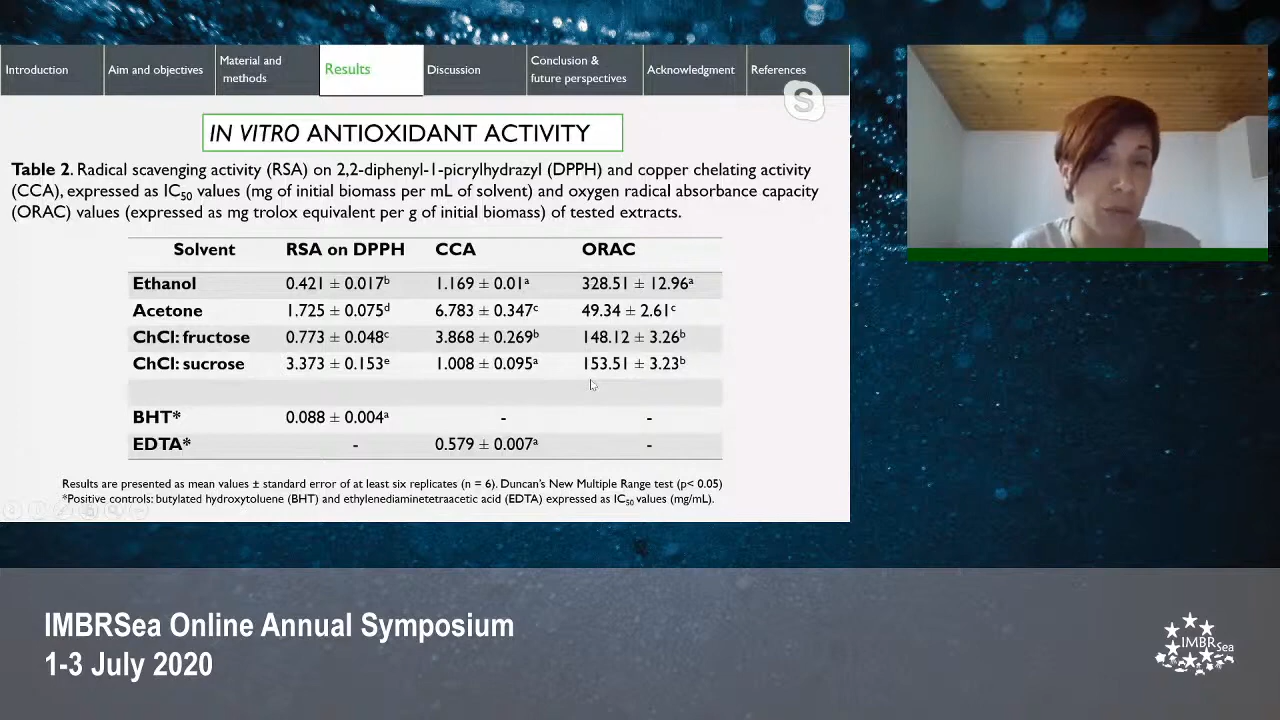 Introduction
Aim and objectives
Material and
methods
Results
Discussion
Conclusion &
future perspectives
Acknowledgment
References
S
IN VITRO ANTIOXIDANT ACTIVITY
Table 2. Radical scavenging activity (RSA) on 2,2-diphenyl-1-picrylhydrazyl (DPPH) and copper chelating activity
(CCA), expressed as IC₅₀ values (mg of initial biomass per mL of solvent) and oxygen radical absorbance capacity
(ORAC) values (expressed as mg trolox equivalent per g of initial biomass) of tested extracts.
Solvent RSA on DPPH CCA ORAC
Ethanol 0.421 ± 0.017ᵇ 1.169 ± 0.01ᵃ 328.51 ± 12.96ᵃ
Acetone 1.725 ± 0.075ᵈ 6.783 ± 0.347ᶜ 49.34 ± 2.61ᶜ
ChCl: fructose 0.773 ± 0.048ᶜ 3.868 ± 0.269ᵇ 148.12 ± 3.26ᵇ
ChCl: sucrose 3.373 ± 0.153ᵉ 1.008 ± 0.095ᵃ 153.51 ± 3.23ᵇ
BHT* 0.088 ± 0.004ᵃ - -
EDTA* - 0.579 ± 0.007ᵃ -
Results are presented as mean values ± standard error of at least six replicates (n = 6). Duncan's New Multiple Range test (p< 0.05)
*Positive controls: butylated hydroxytoluene (BHT) and ethylenediaminetetraacetic acid (EDTA) expressed as IC₅₀ values (mg/mL).
IMBRSea Online Annual Symposium
1-3 July 2020
IMBRSea